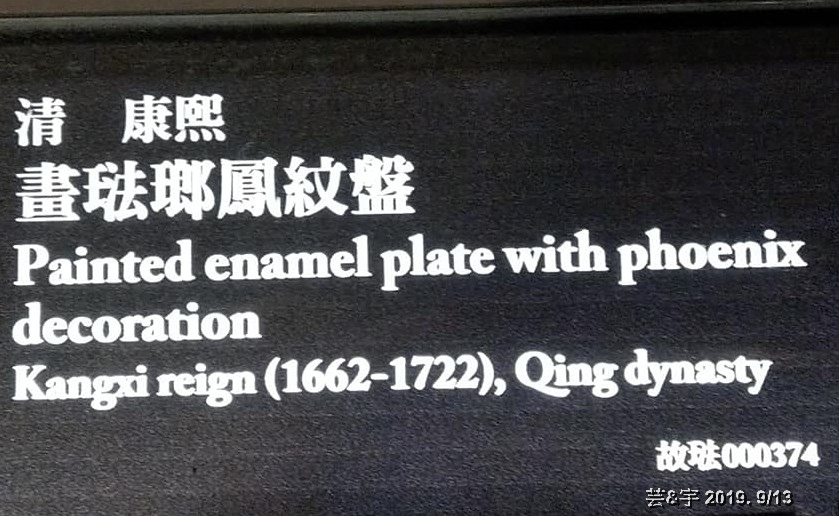 清 康熙
畫琺瑯鳳紋盤
Painted enamel plate with phoenix
decoration
Kangxi reign (1662-1722), Qing dynasty
故琺000374
芸&宇 2019. 9/13